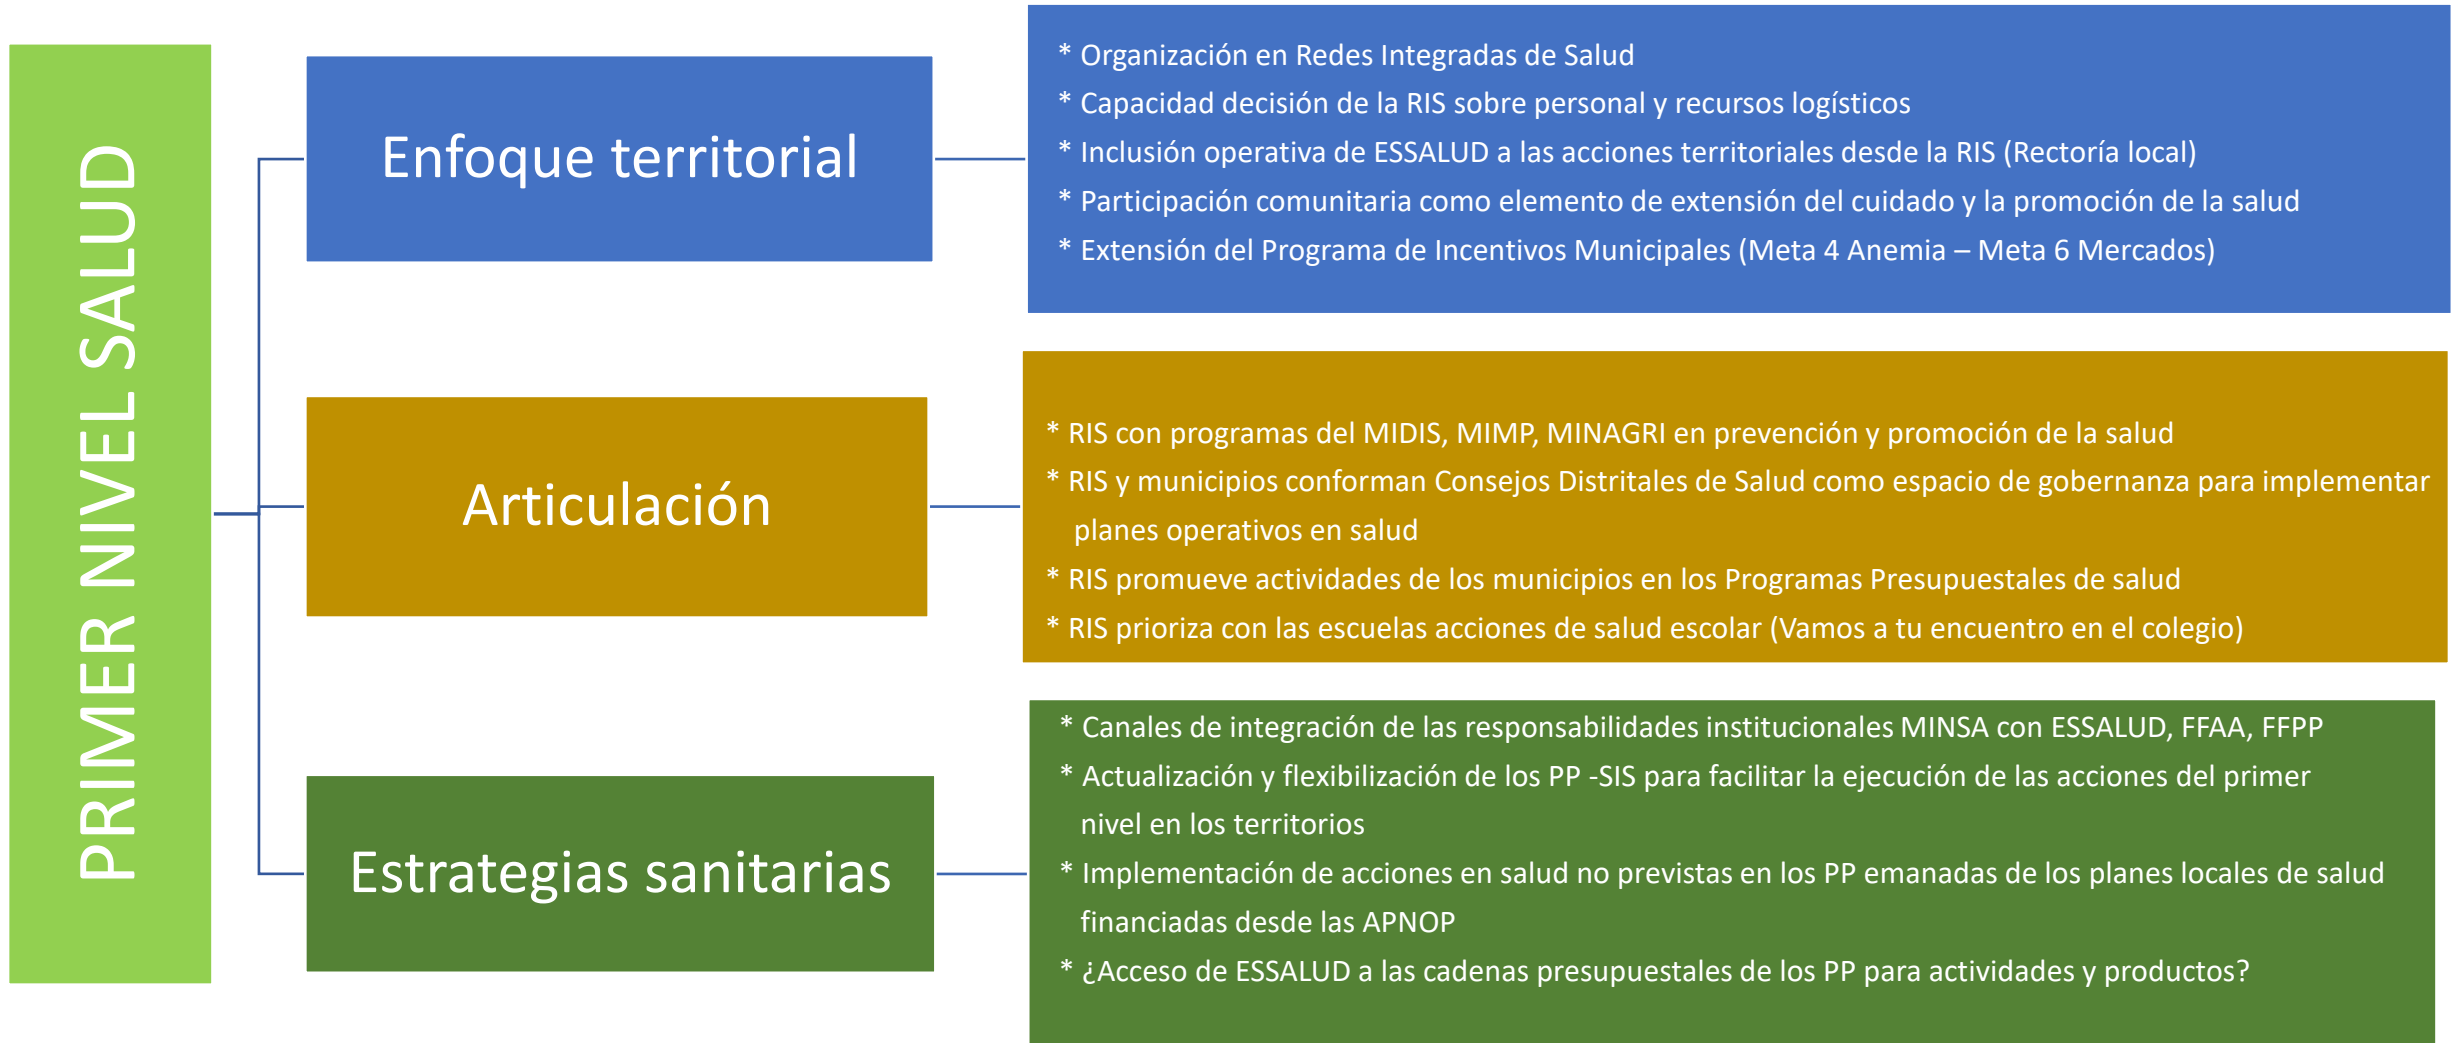 PRIMER NIVEL SALUD
Enfoque territorial
* Organización en Redes Integradas de Salud
* Capacidad decisión de la RIS sobre personal y recursos logísticos
* Inclusión operativa de ESSALUD a las acciones territoriales desde la RIS (Rectoría local)
* Participación comunitaria como elemento de extensión del cuidado y la promoción de la salud
* Extensión del Programa de Incentivos Municipales (Meta 4 Anemia – Meta 6 Mercados)
Articulación
* RIS con programas del MIDIS, MIMP, MINAGRI en prevención y promoción de la salud
* RIS y municipios conforman Consejos Distritales de Salud como espacio de gobernanza para implementar
planes operativos en salud
* RIS promueve actividades de los municipios en los Programas Presupuestales de salud
* RIS prioriza con las escuelas acciones de salud escolar (Vamos a tu encuentro en el colegio)
Estrategias sanitarias
* Canales de integración de las responsabilidades institucionales MINSA con ESSALUD, FFAA, FFPP
* Actualización y flexibilización de los PP -SIS para facilitar la ejecución de las acciones del primer
nivel en los territorios
* Implementación de acciones en salud no previstas en los PP emanadas de los planes locales de salud
financiadas desde las APNOP
* ¿Acceso de ESSALUD a las cadenas presupuestales de los PP para actividades y productos?